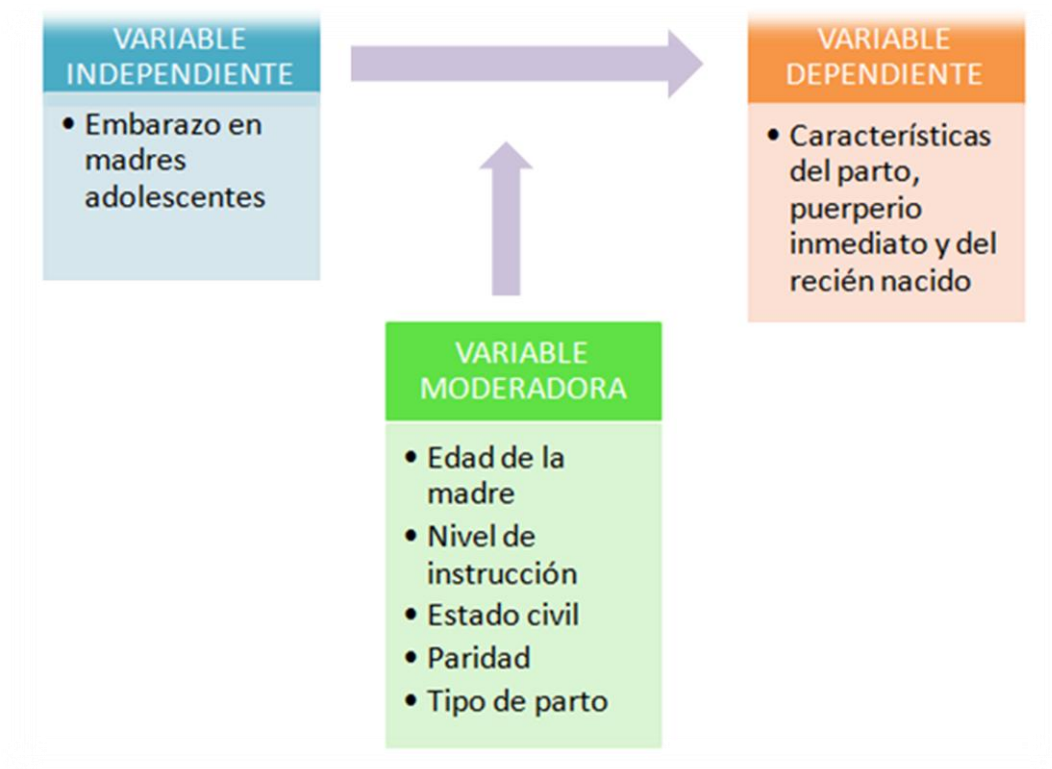 VARIABLE
INDEPENDIENTE
• Embarazo en
madres
adolescentes
VARIABLE
DEPENDIENTE
• Características
del parto,
puerperio
inmediato y del
recién nacido
VARIABLE
MODERADORA
• Edad de la
madre
• Nivel de
instrucción
• Estado civil
• Paridad
• Tipo de parto